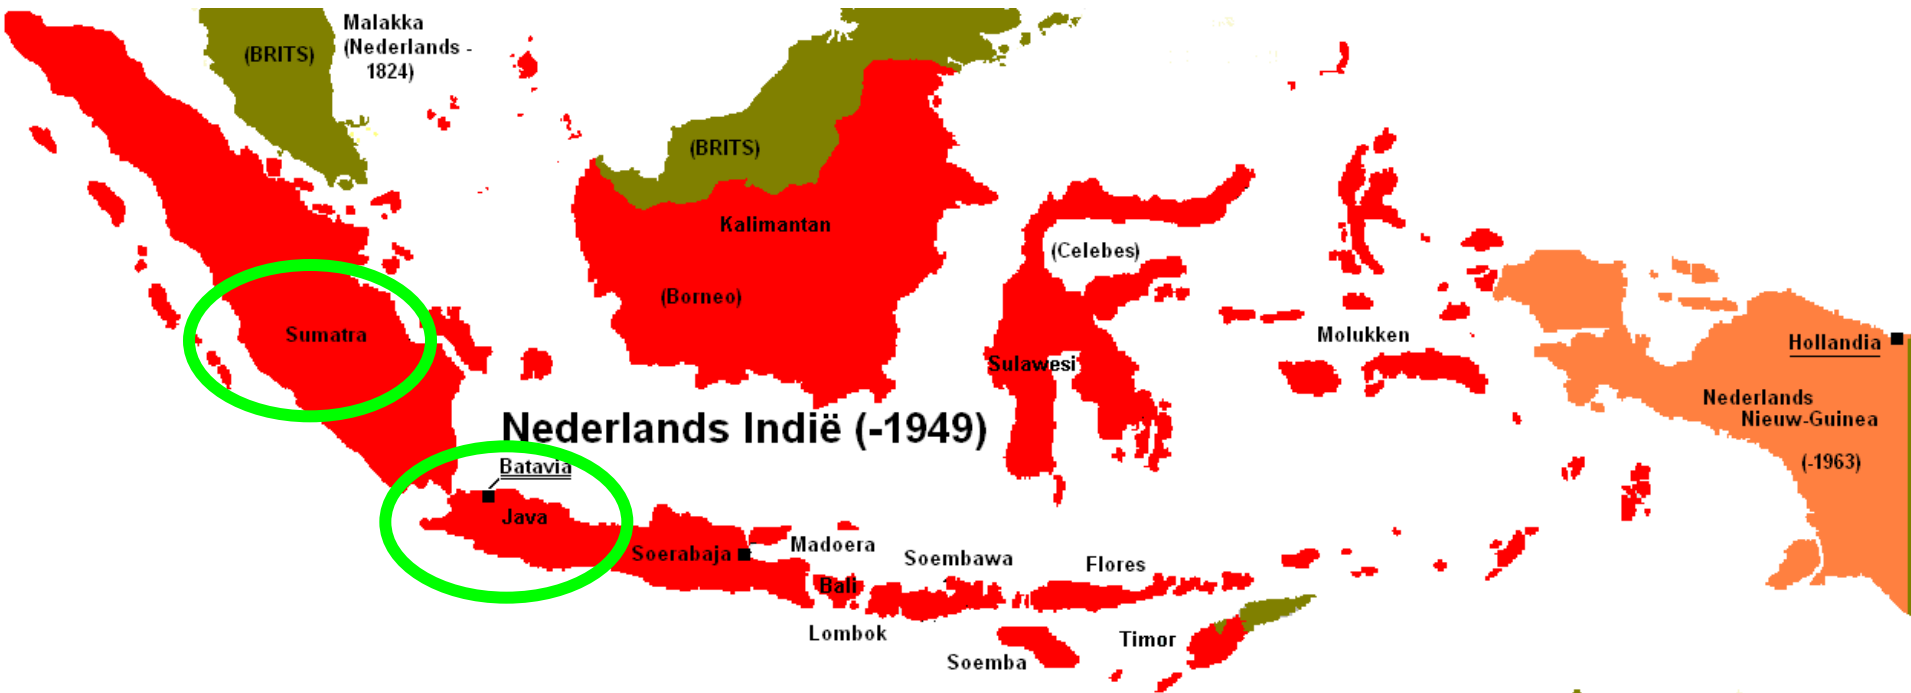 Malakka
(Nederlands -
1824)
(BRITS)
(BRITS)
Kalimantan
(Celebes)
(Borneo)
Sumatra
Molukken
Hollandia
Sulawesi
Nederlands
Nieuw-Guinea
(-1963)
Nederlands Indië (-1949)
Batavia
Java
Soerabaja
Madoera
Soembawa
Flores
Bali
Lombok
Timor
Soemba